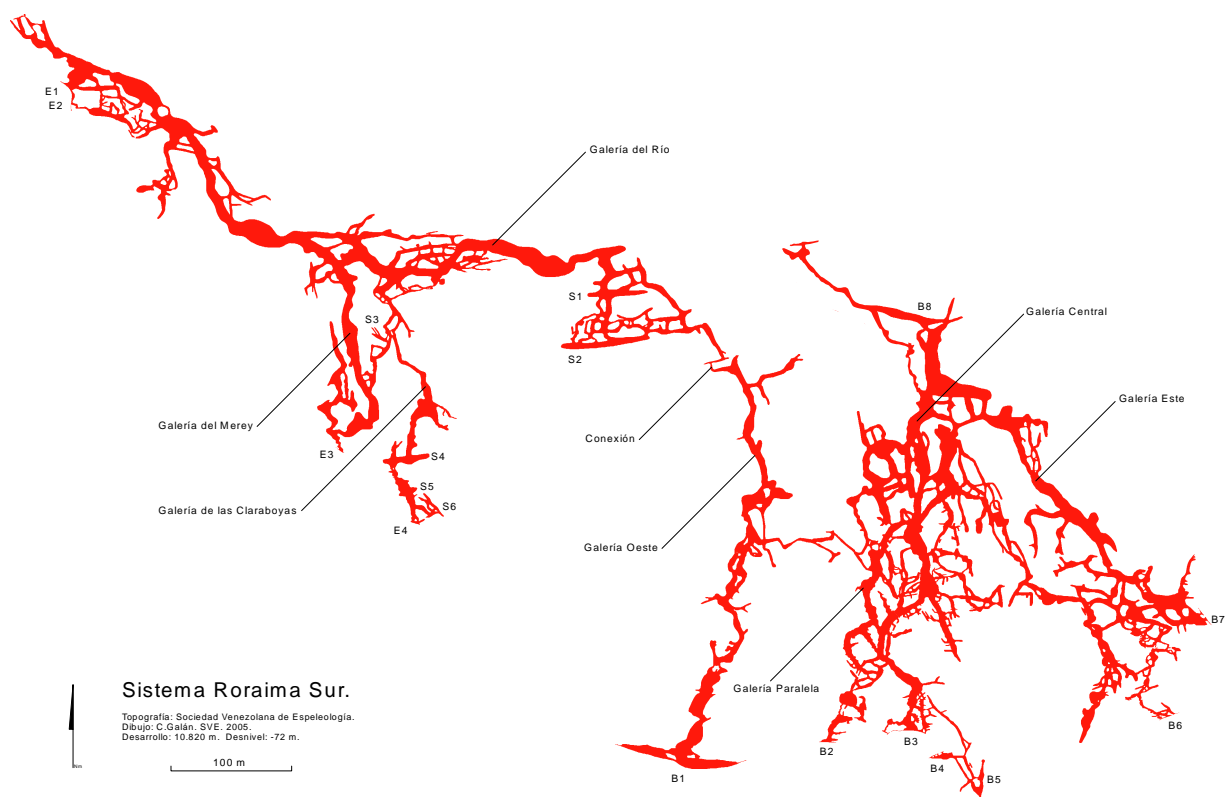 E1
E2
Galería del Río
S1
S3
S2
B8
Galería Central
Galería Este
Galería del Merey
E3
Conexión
S4
S5
S6
Galería de las Claraboyas
E4
Galería Oeste
B7
Galería Paralela
Sistema Roraima Sur.
Topografía: Sociedad Venezolana de Espeleología.
Dibujo: C.Galán. SVE. 2005.
Desarrollo: 10.820 m. Desnivel: -72 m.
100 m
B1
B2
B3
B4
B5
B6